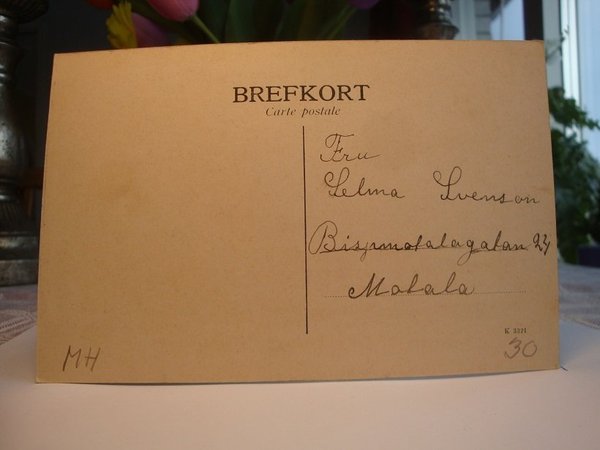 BREFKORT
Carte postale
Fru
Selma Svenson
Bispmotalagatan 24
Motala
K 3321
MH
30